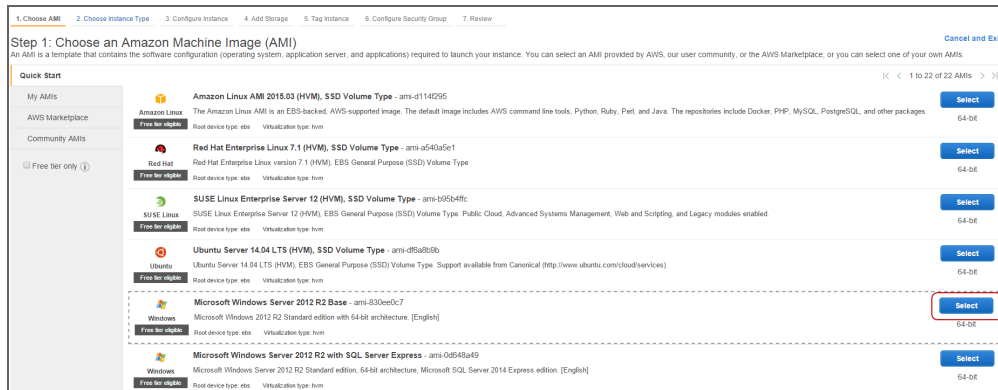 1. Choose AMI 2. Choose Instance Type 3. Configure Instance 4. Add Storage 5. Tag Instance 6. Configure Security Group 7. Review
Step 1: Choose an Amazon Machine Image (AMI)
Cancel and Exi
An AMI is a template that contains the software configuration (operating system, application server, and applications) required to launch your instance. You can select an AMI provided by AWS, our user community, or the AWS Marketplace; or you can select one of your own AMIs.
Quick Start
1 to 22 of 22 AMIs
My AMIs
AWS Marketplace
Community AMIs
Free tier only
Amazon Linux
Free tier eligible
Amazon Linux AMI 2015.03 (HVM), SSD Volume Type - ami-d114f295
The Amazon Linux AMI is an EBS-backed, AWS-supported image. The default image includes AWS command line tools, Python, Ruby, Perl, and Java. The repositories include Docker, PHP, MySQL, PostgreSQL, and other packages.
Root device type: ebs Virtualization type: hvm
Select
64-bit
Red Hat
Free tier eligible
Red Hat Enterprise Linux 7.1 (HVM), SSD Volume Type - ami-a540a5e1
Red Hat Enterprise Linux version 7.1 (HVM), EBS General Purpose (SSD) Volume Type
Root device type: ebs Virtualization type: hvm
Select
64-bit
SUSE Linux
Free tier eligible
SUSE Linux Enterprise Server 12 (HVM), SSD Volume Type - ami-b95b4ffc
SUSE Linux Enterprise Server 12 (HVM), EBS General Purpose (SSD) Volume Type. Public Cloud, Advanced Systems Management, Web and Scripting, and Legacy modules enabled.
Root device type: ebs Virtualization type: hvm
Select
64-bit
Ubuntu
Free tier eligible
Ubuntu Server 14.04 LTS (HVM), SSD Volume Type - ami-df6a8b9b
Ubuntu Server 14.04 LTS (HVM), EBS General Purpose (SSD) Volume Type. Support available from Canonical (http://www.ubuntu.com/cloud/services).
Root device type: ebs Virtualization type: hvm
Select
64-bit
Windows
Free tier eligible
Microsoft Windows Server 2012 R2 Base - ami-830ee0c7
Microsoft Windows 2012 R2 Standard edition with 64-bit architecture. [English]
Root device type: ebs Virtualization type: hvm
Select
64-bit
Windows
Free tier eligible
Microsoft Windows Server 2012 R2 with SQL Server Express - ami-0d648a49
Microsoft Windows Server 2012 R2 Standard edition, 64-bit architecture, Microsoft SQL Server 2014 Express edition. [English]
Root device type: ebs Virtualization type: hvm
Select
64-bit